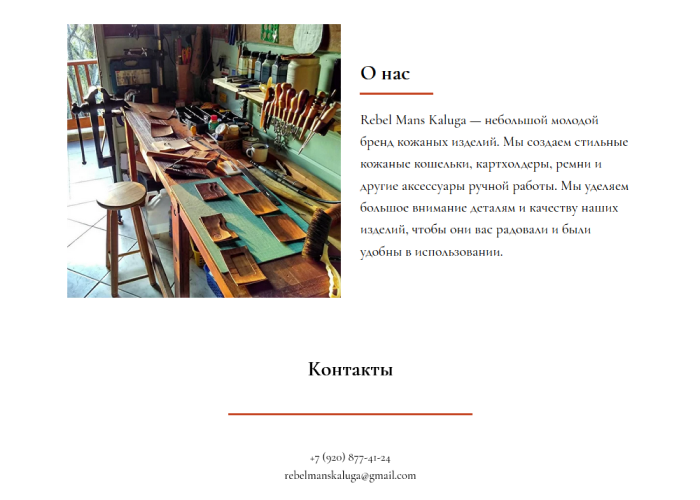 О нас
Rebel Mans Kaluga — небольшой молодой
бренд кожаных изделий. Мы создаем стильные
кожаные кошельки, картхолдеры, ремни и
другие аксессуары ручной работы. Мы уделяем
большое внимание деталям и качеству наших
изделий, чтобы они вас радовали и были
удобны в использовании.
Контакты
+7 (920) 877-41-24
rebelmanskaluga@gmail.com